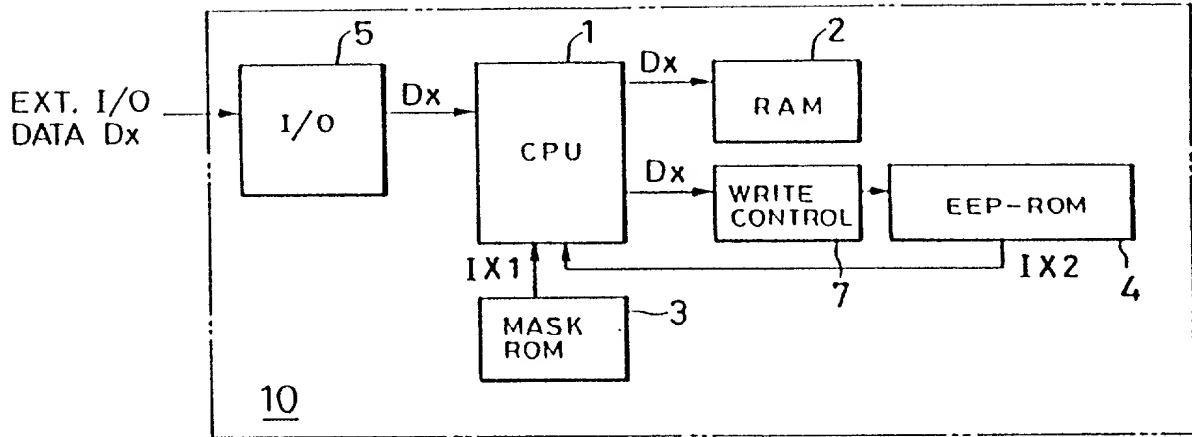 5
1
2
EXT. I/O
DATA Dx
I/O
Dx
CPU
Dx
RAM
Dx
WRITE
CONTROL
EEP-ROM
IX1
IX2
7
4
MASK
ROM
3
10